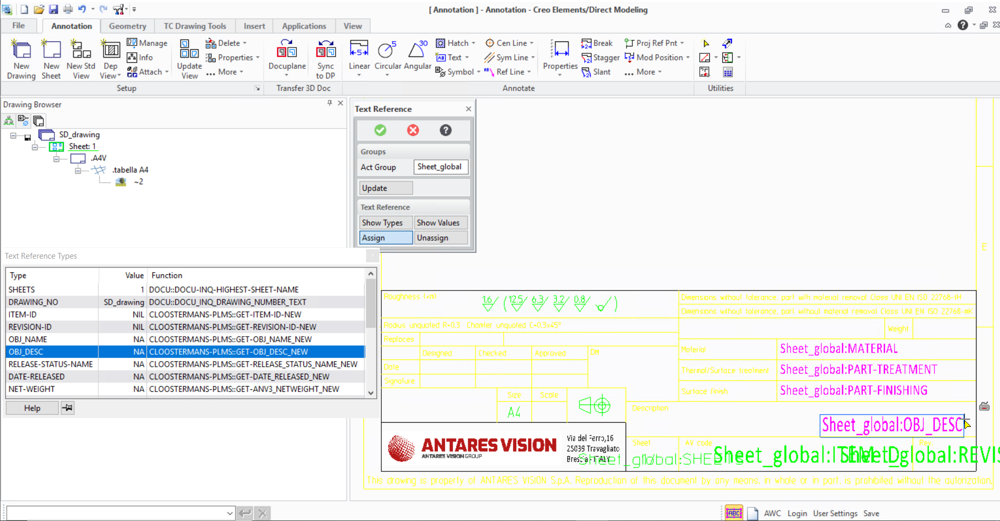 [ Annotation ] - Annotation - Creo Elements/Direct Modeling
File Annotation Geometry TC Drawing Tools Insert Applications View
New Drawing
New Sheet
New Std View
Dep View
Manage
Info
Attach
Setup
Update View
Delete
Properties
... More
Docuplane
Sync to DP
Transfer 3D Doc
Linear
Circular
Angular
Hatch
Text
Symbol
Cen Line
Sym Line
Ref Line
Properties
Break
Stagger
Slant
Proj Ref Pnt
Mod Position
... More
Annotate
Utilities
Drawing Browser
SD_drawing
Sheet: 1
.A4V
.tabella A4
~2
Text Reference
Groups
Act Group Sheet_global
Update
Text Reference
Show Types Show Values
Assign Unassign
Text Reference Types
Type Value Function
SHEETS 1 DOCU::DOCU-INQ-HIGHEST-SHEET-NAME
DRAWING_NO SD_drawing DOCU::DOCU_INQ_DRAWING_NUMBER_TEXT
ITEM-ID NIL CLOOSTERMANS-PLMS::GET-ITEM-ID-NEW
REVISION-ID NIL CLOOSTERMANS-PLMS::GET-REVISION-ID-NEW
OBJ_NAME NA CLOOSTERMANS-PLMS::GET-OBJ_NAME_NEW
OBJ_DESC NA CLOOSTERMANS-PLMS::GET-OBJ_DESC_NEW
RELEASE-STATUS-NAME NA CLOOSTERMANS-PLMS::GET-RELEASE_STATUS_NAME_NEW
DATE-RELEASED NA CLOOSTERMANS-PLMS::GET-DATE_RELEASED_NEW
NET-WEIGHT NA CLOOSTERMANS-PLMS::GET-ANV3_NETWEIGHT_NEW
Help
E
Roughness
1.6 ( 12.5 6.3 3.2 0.8 )
Dimensions without tolerance, part with material removal Class UNI EN ISO 22768-tH
Dimensions without tolerance, part without material removal Class UNI EN ISO 22768-mK
Radius unquoted R=0.3 Chamfer unquoted C=0.3x45°
Weight
Replaces
Designed Checked Approved DM
Date
Signature
Material Sheet_global:MATERIAL
Thermal/Surface treatment Sheet_global:PART-TREATMENT
Surface finish Sheet_global:PART-FINISHING
Size Scale
A4
Description
Sheet_global:OBJ_DESC
ANTARES VISION
ANTARES VISION GROUP
Via del Ferro,16
25039 Travagliato
Brescia - ITALY
Sheet AV code Rev.
Sheet_global:SHEETS
This drawing is property of ANTARES VISION S.p.A. Reproduction of this document by any means, in whole or in part, is prohibited without the autorization.
ABC AWC Login User Settings Save